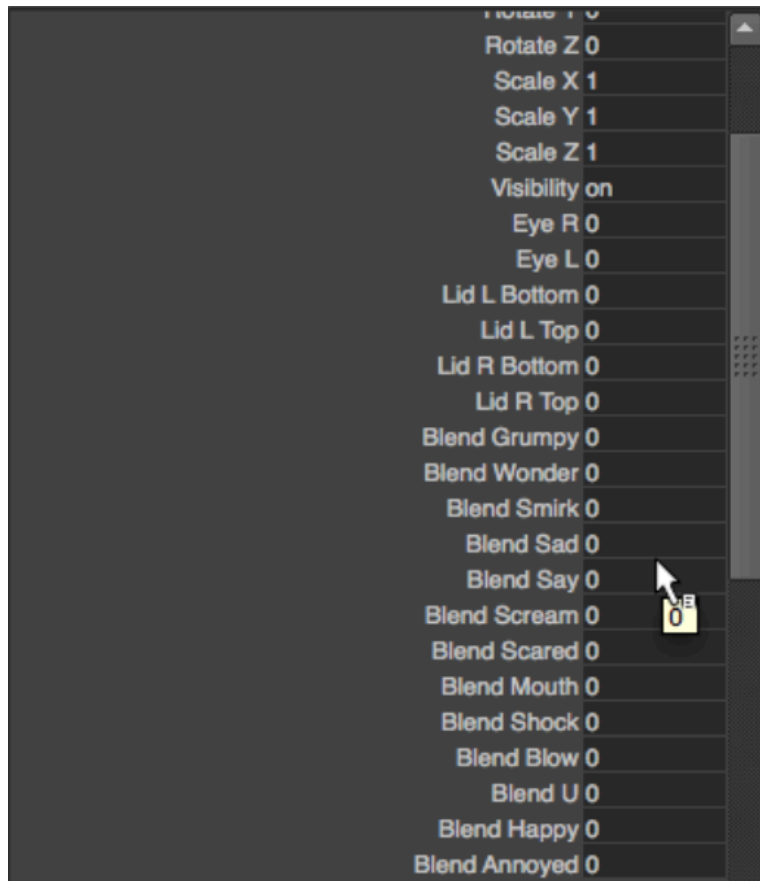 Rotate Y 0
Rotate Z 0
Scale X 1
Scale Y 1
Scale Z 1
Visibility on
Eye R 0
Eye L 0
Lid L Bottom 0
Lid L Top 0
Lid R Bottom 0
Lid R Top 0
Blend Grumpy 0
Blend Wonder 0
Blend Smirk 0
Blend Sad 0
Blend Say 0
Blend Scream 0
0
Blend Scared 0
Blend Mouth 0
Blend Shock 0
Blend Blow 0
Blend U 0
Blend Happy 0
Blend Annoyed 0